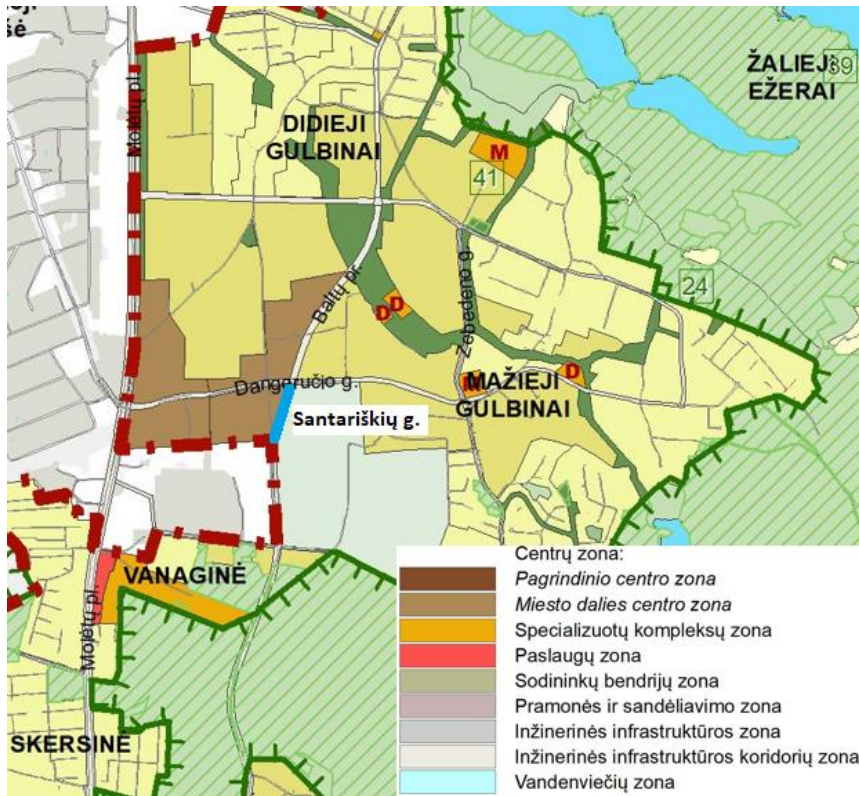 ŽALIEJI 39
EŽERAI
DIDIEJI
GULBINAI
Molėtų pl.
M
41
24
Baltų pr.
Žebedeno g.
D
D
D
Dangeručio g.
MAŽIEJI
GULBINAI
Santariškių g.
VANAGINĖ
Molėtų pl.
SKERSINĖ
Centrų zona:
Pagrindinio centro zona
Miesto dalies centro zona
Specializuotų kompleksų zona
Paslaugų zona
Sodininkų bendrijų zona
Pramonės ir sandėliavimo zona
Inžinerinės infrastruktūros zona
Inžinerinės infrastruktūros koridorių zona
Vandenviečių zona